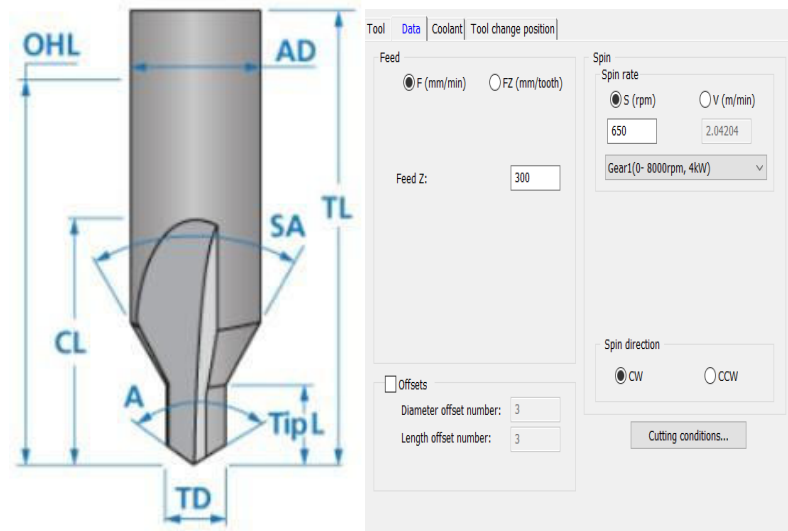 OHL
AD
TL
SA
CL
A
TipL
TD
Tool Data Coolant Tool change position
Feed
F (mm/min) FZ (mm/tooth)
Feed Z: 300
Offsets
Diameter offset number: 3
Length offset number: 3
Spin
Spin rate
S (rpm) V (m/min)
650 2.04204
Gear1(0- 8000rpm, 4kW)
Spin direction
CW CCW
Cutting conditions...